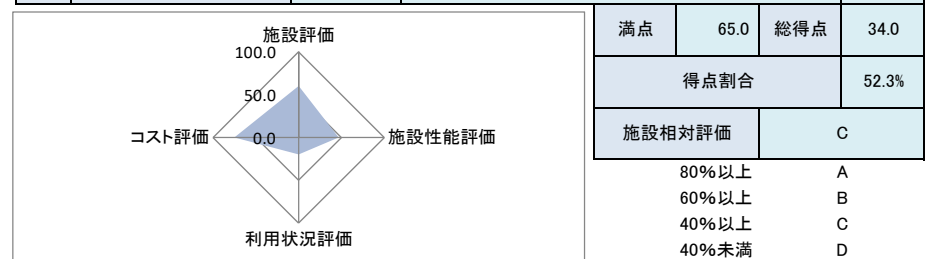 施設評価
100.0
50.0
0.0
コスト評価
施設性能評価
利用状況評価
満点 65.0 総得点 34.0
得点割合 52.3%
施設相対評価 C
80%以上 A
60%以上 B
40%以上 C
40%未満 D